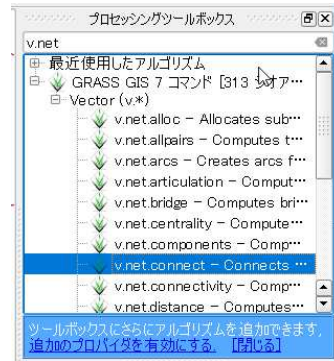 プロセッシングツールボックス
v.net
最近使用したアルゴリズム
GRASS GIS 7 コマンド [313 ジオア…
Vector (v.*)
v.net.alloc - Allocates sub…
v.net.allpairs - Computes t…
v.net.arcs - Creates arcs f…
v.net.articulation - Comput…
v.net.bridge - Computes bri…
v.net.centrality - Compute…
v.net.components - Comp…
v.net.connect - Connects …
v.net.connectivity - Comp…
v.net.distance - Computes…
ツールボックスにさらにアルゴリズムを追加できます,
追加のプロバイダを有効にする. [閉じる]